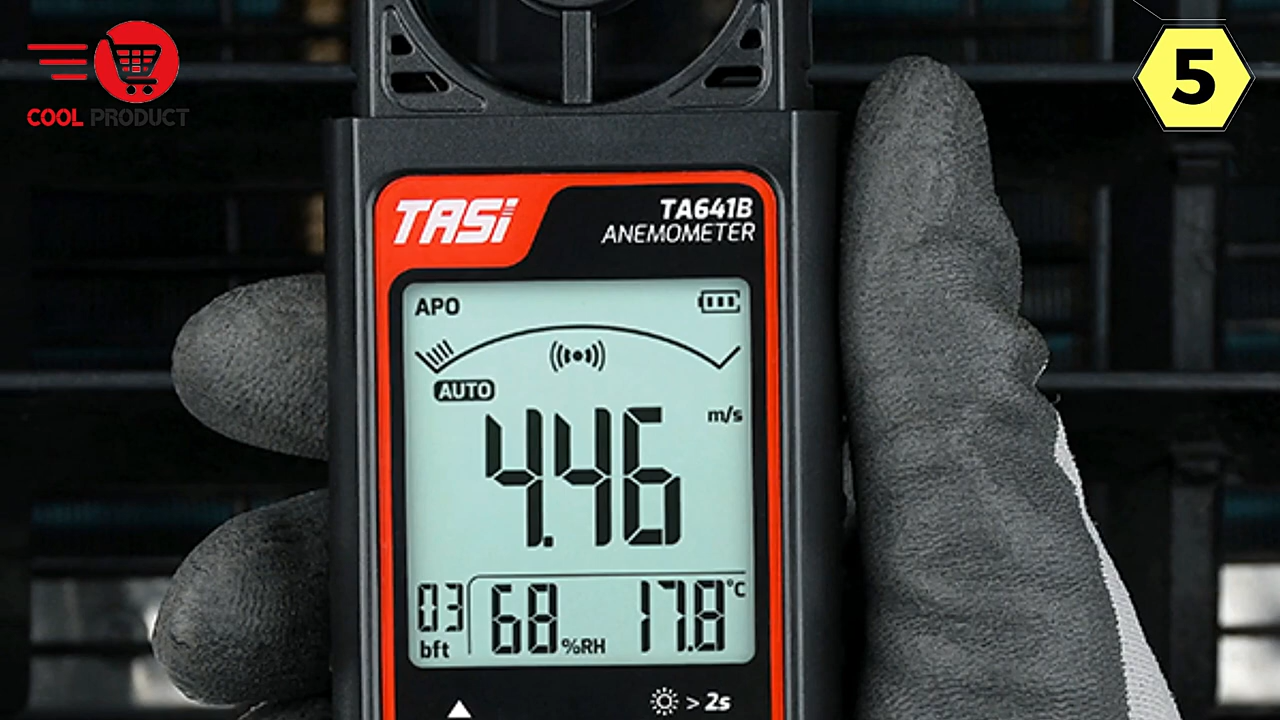 COOL PRODUCT
5
TASI
TA641B
ANEMOMETER
APO
AUTO
m/s
4.46
03
bft
68 %RH
17.8 °C
> 2s